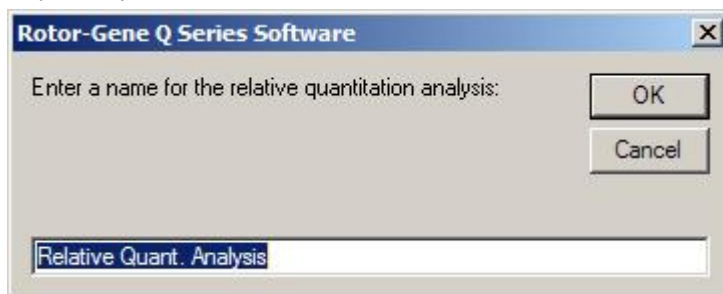 Rotor-Gene Q Series Software
Enter a name for the relative quantitation analysis:
OK
Cancel
Relative Quant. Analysis